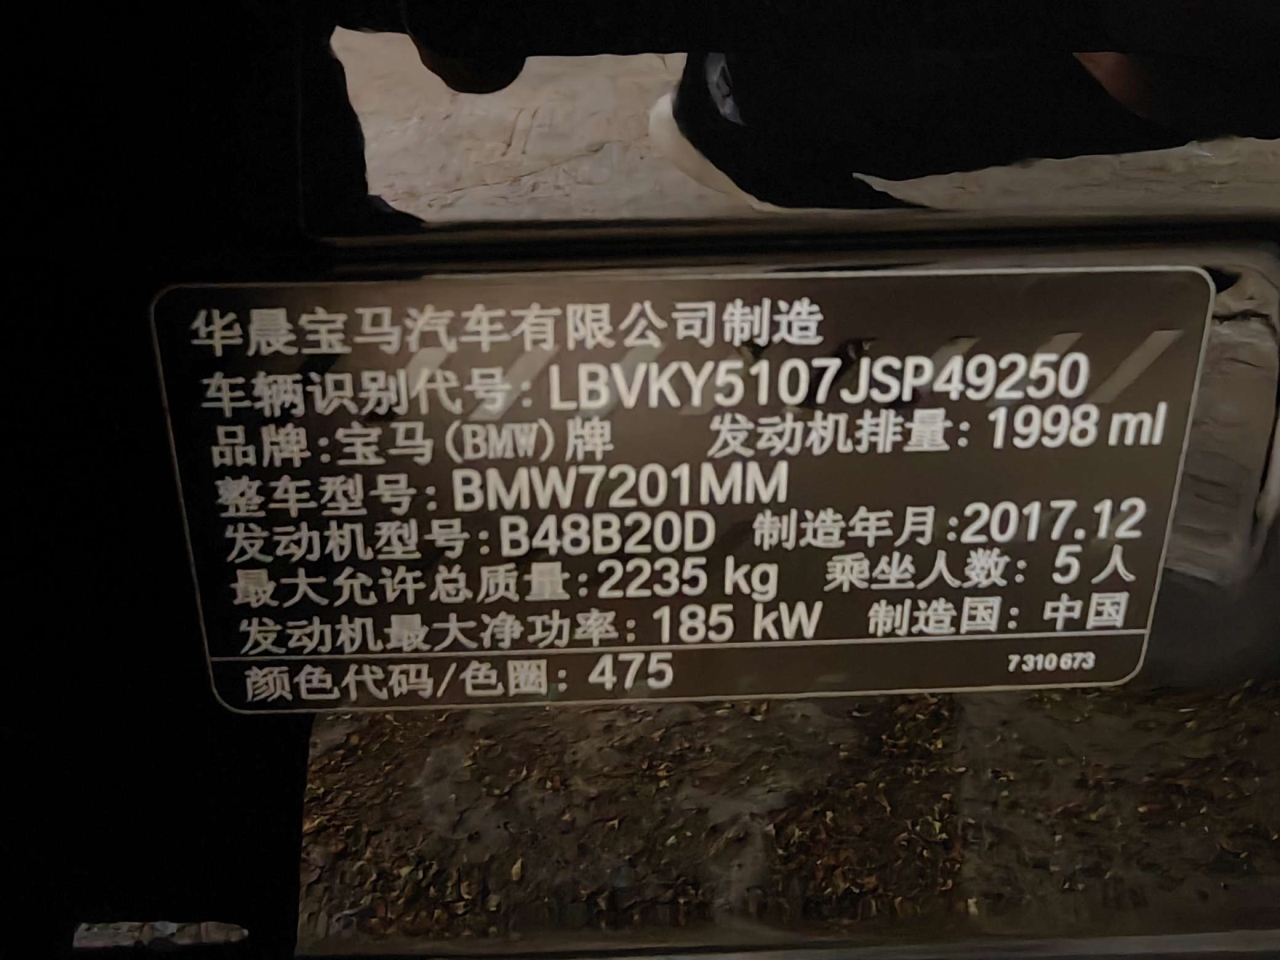 华晨宝马汽车有限公司制造
车辆识别代号: LBVKY5107JSP49250
品牌:宝马(BMW)牌 发动机排量: 1998 ml
整车型号: BMW7201MM
发动机型号:B48B20D 制造年月:2017.12
最大允许总质量:2235 kg 乘坐人数: 5 人
发动机最大净功率: 185 kW 制造国: 中国
颜色代码/色圈: 475 7 310 673